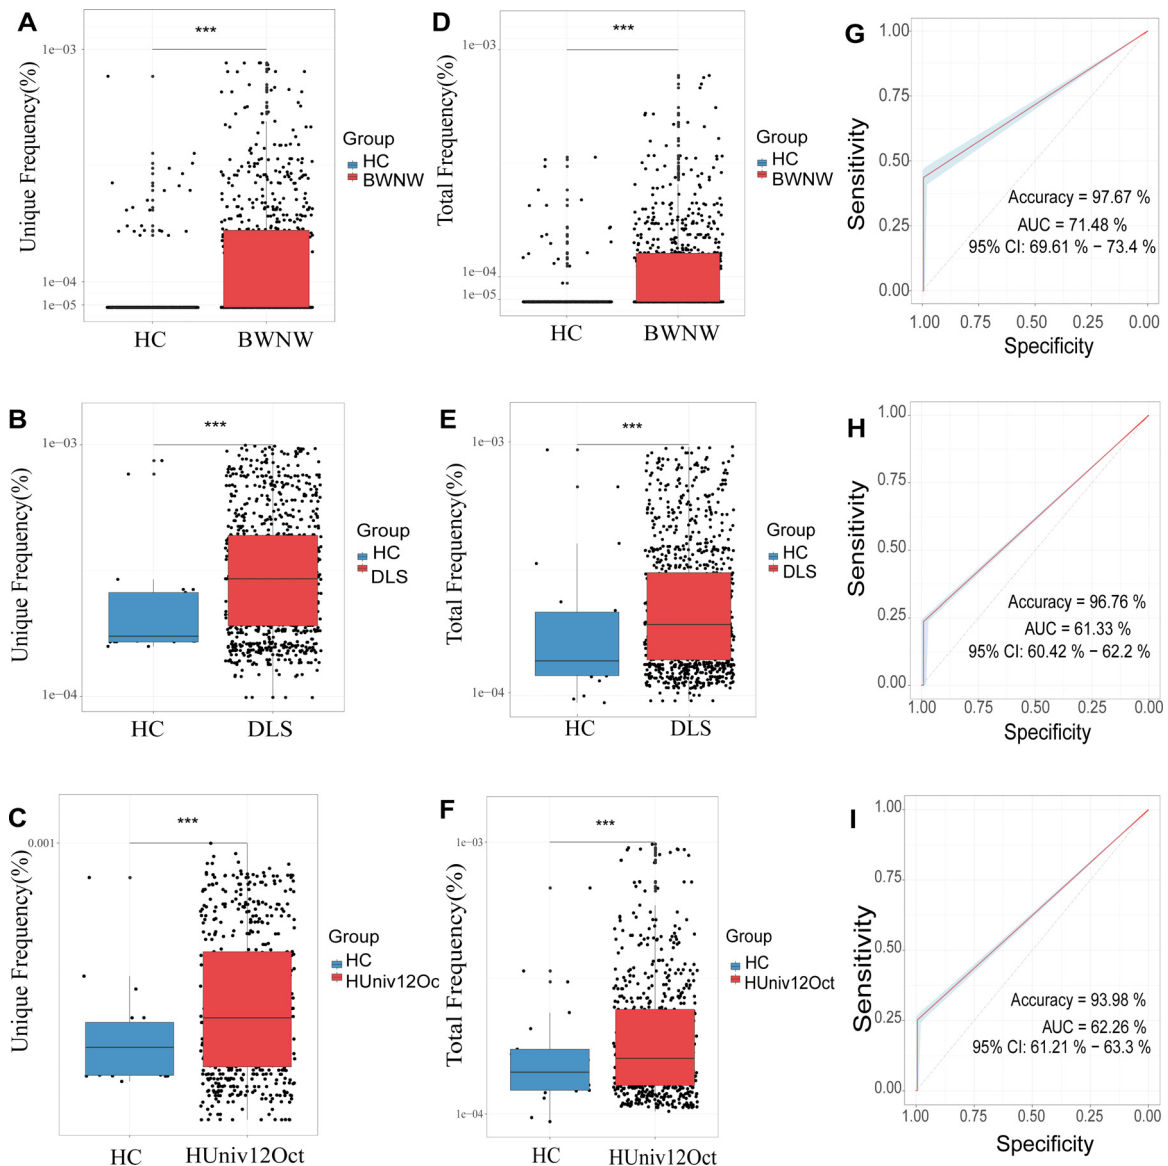 A
Unique Frequency(%)
1e−03
1e−04
1e−05
***
HC
BWNW
Group
HC
BWNW
D
Total Frequency(%)
1e−03
1e−04
1e−05
***
HC
BWNW
Group
HC
BWNW
G
Sensitivity
1.00
0.75
0.50
0.25
0.00
Accuracy = 97.67 %
AUC = 71.48 %
95% CI: 69.61 % − 73.4 %
1.00 0.75 0.50 0.25 0.00
Specificity
B
Unique Frequency(%)
1e−03
1e−04
***
HC
DLS
Group
HC
DLS
E
Total Frequency(%)
1e−03
1e−04
***
HC
DLS
Group
HC
DLS
H
Sensitivity
1.00
0.75
0.50
0.25
0.00
Accuracy = 96.76 %
AUC = 61.33 %
95% CI: 60.42 % − 62.2 %
1.00 0.75 0.50 0.25 0.00
Specificity
C
Unique Frequency(%)
0.001
***
HC
HUniv12Oct
Group
HC
HUniv12Oc
F
Total Frequency(%)
1e−03
1e−04
***
HC
HUniv12Oct
Group
HC
HUniv12Oct
I
Sensitivity
1.00
0.75
0.50
0.25
0.00
Accuracy = 93.98 %
AUC = 62.26 %
95% CI: 61.21 % − 63.3 %
1.00 0.75 0.50 0.25 0.00
Specificity